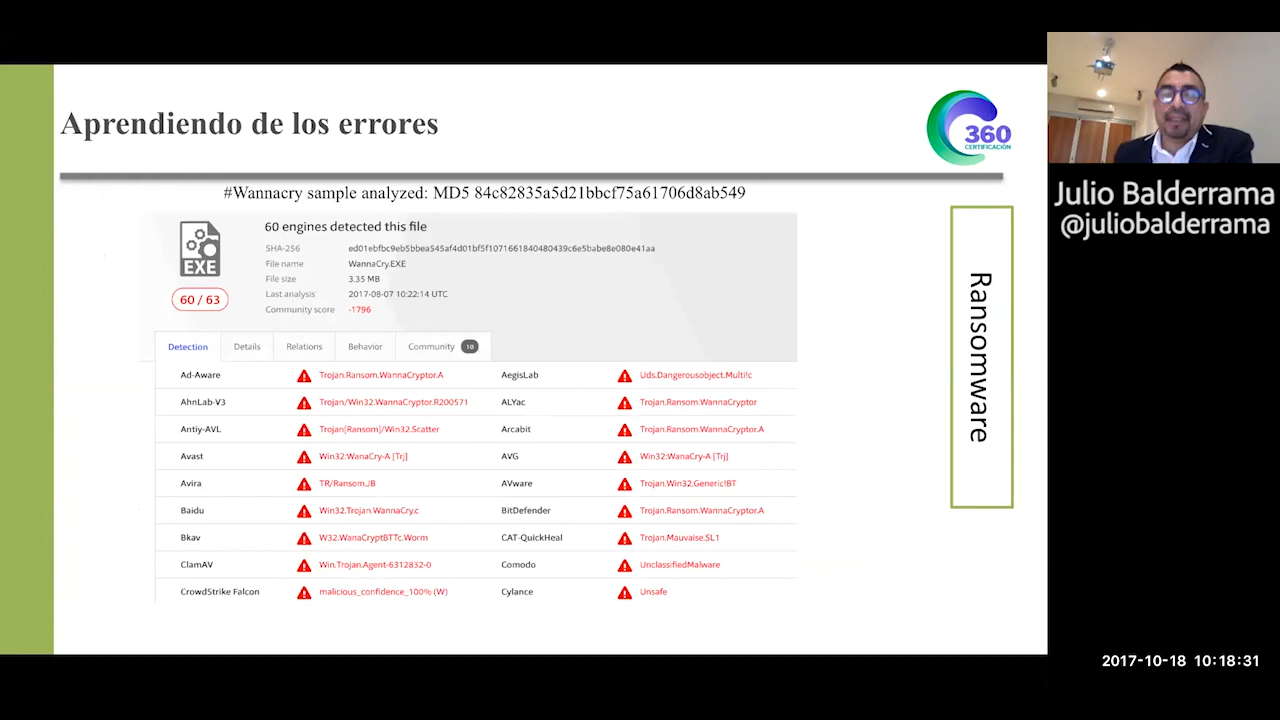 Aprendiendo de los errores
360
CERTIFICACIÓN
#Wannacry sample analyzed: MD5 84c82835a5d21bbcf75a61706d8ab549
60 engines detected this file
EXE
60 / 63
SHA-256 ed01ebfbc9eb5bbea545af4d01bf5f1071661840480439c6e5babe8e080e41aa
File name WannaCry.EXE
File size 3.35 MB
Last analysis 2017-08-07 10:22:14 UTC
Community score -1796
Detection Details Relations Behavior Community 10
Ad-Aware Trojan.Ransom.WannaCryptor.A AegisLab Uds.Dangerousobject.Multi!c
AhnLab-V3 Trojan/Win32.WannaCryptor.R200571 ALYac Trojan.Ransom.WannaCryptor
Antiy-AVL Trojan[Ransom]/Win32.Scatter Arcabit Trojan.Ransom.WannaCryptor.A
Avast Win32:WanaCry-A [Trj] AVG Win32:WanaCry-A [Trj]
Avira TR/Ransom.JB AVware Trojan.Win32.Generic!BT
Baidu Win32.Trojan.WannaCry.c BitDefender Trojan.Ransom.WannaCryptor.A
Bkav W32.WanaCryptBTTc.Worm CAT-QuickHeal Trojan.Mauvaise.SL1
ClamAV Win.Trojan.Agent-6312832-0 Comodo UnclassifiedMalware
CrowdStrike Falcon malicious_confidence_100% (W) Cylance Unsafe
Ransomware
Julio Balderrama
@juliobalderrama
2017-10-18 10:18:31